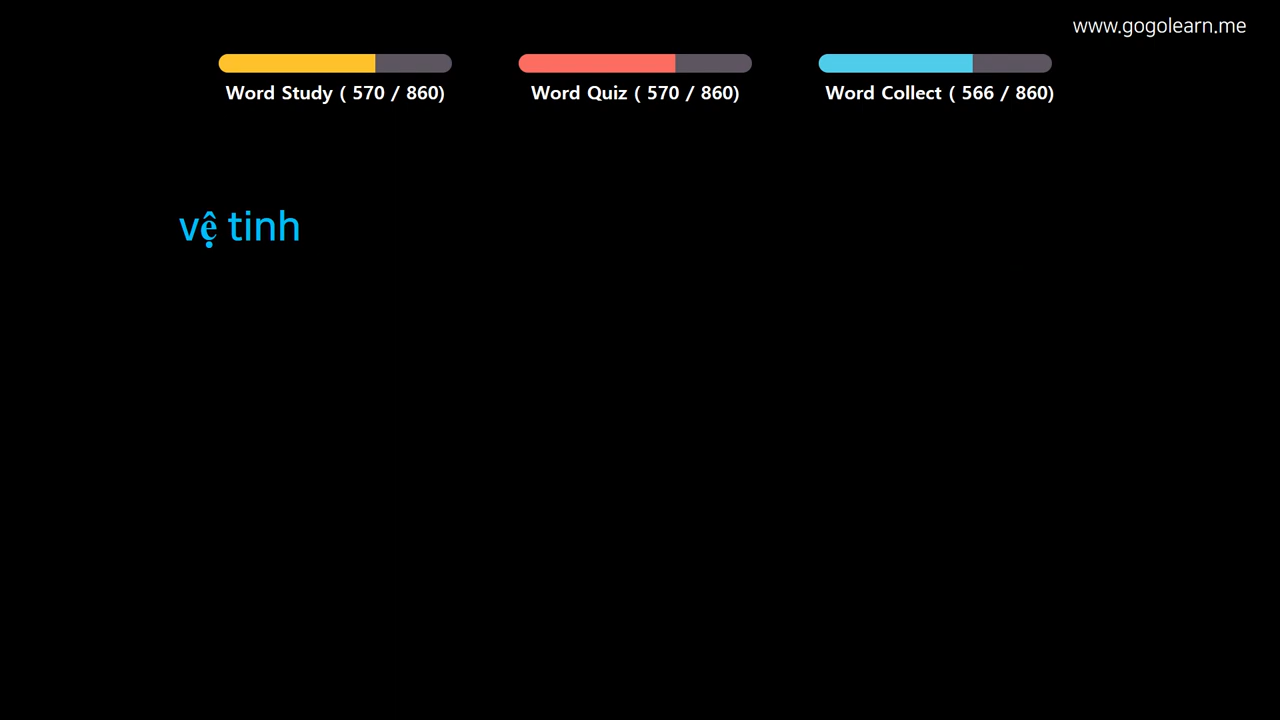 www.gogolearn.me
Word Study ( 570 / 860)
Word Quiz ( 570 / 860)
Word Collect ( 566 / 860)
vệ tinh